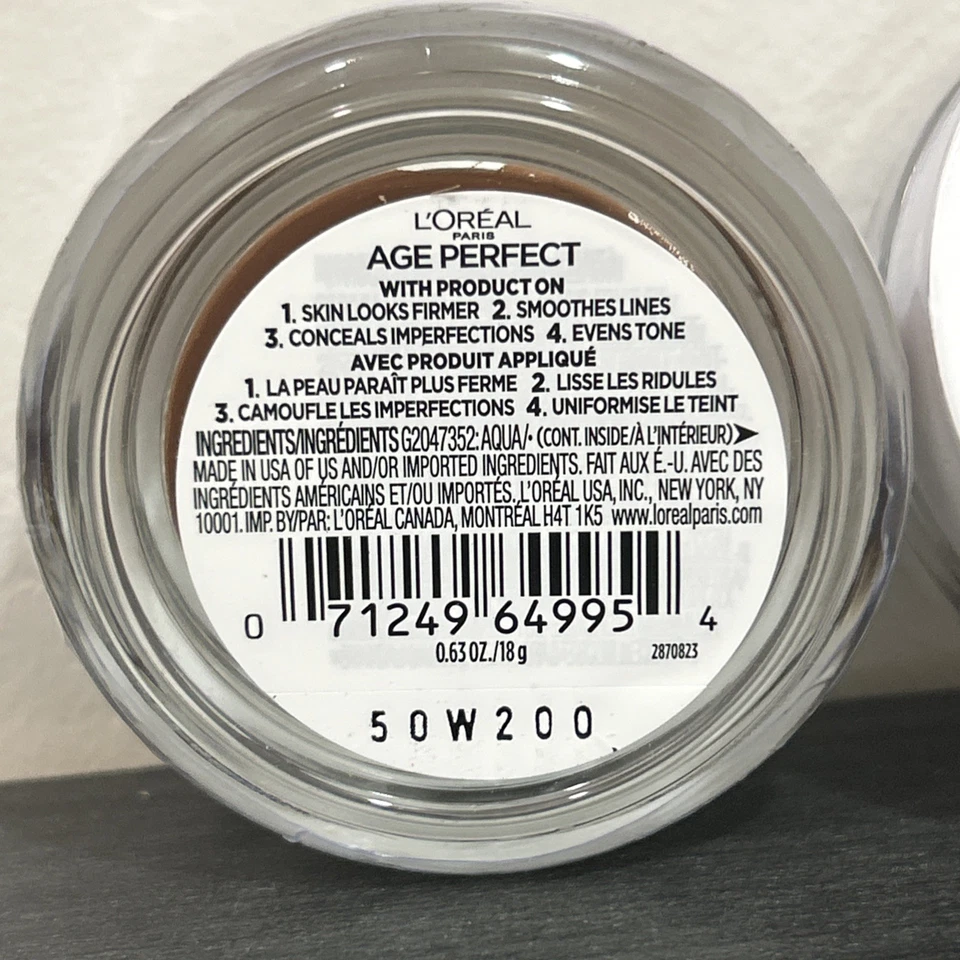 L'ORÉAL
PARIS
AGE PERFECT
WITH PRODUCT ON
1. SKIN LOOKS FIRMER 2. SMOOTHES LINES
3. CONCEALS IMPERFECTIONS 4. EVENS TONE
AVEC PRODUIT APPLIQUÉ
1. LA PEAU PARAÎT PLUS FERME 2. LISSE LES RIDULES
3. CAMOUFLE LES IMPERFECTIONS 4. UNIFORMISE LE TEINT
INGREDIENTS/INGRÉDIENTS G2047352: AQUA/• (CONT. INSIDE/À L'INTÉRIEUR)➤
MADE IN USA OF US AND/OR IMPORTED INGREDIENTS. FAIT AUX É.-U. AVEC DES
INGRÉDIENTS AMÉRICAINS ET/OU IMPORTÉS. L'ORÉAL USA, INC., NEW YORK, NY
10001. IMP. BY/PAR: L'ORÉAL CANADA, MONTRÉAL H4T 1K5 www.lorealparis.com
0 71249 64995 4
0.63 OZ./18 g 2870823
50W200